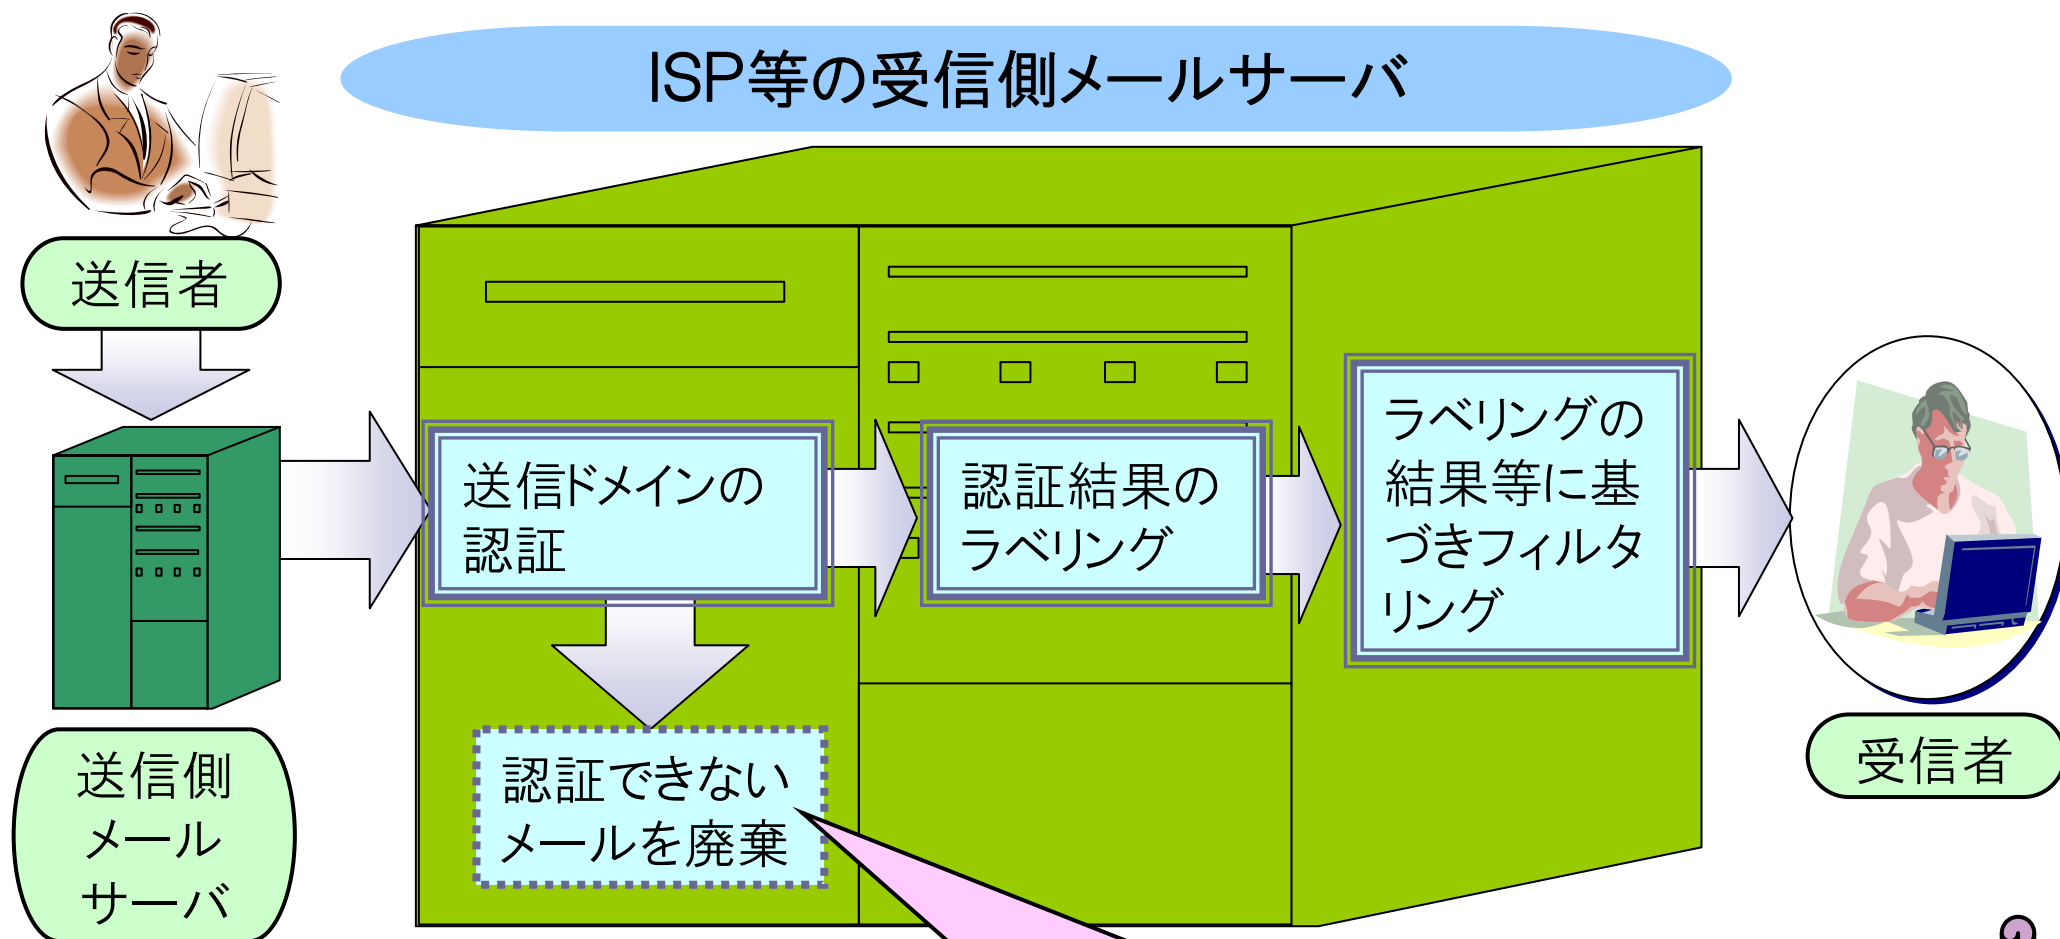 ISP等の受信側メールサーバ
送信者
送信側
メール
サーバ
送信ドメインの
認証
認証できない
メールを廃棄
認証結果の
ラベリング
ラベリングの
結果等に基
づきフィルタ
リング
受信者